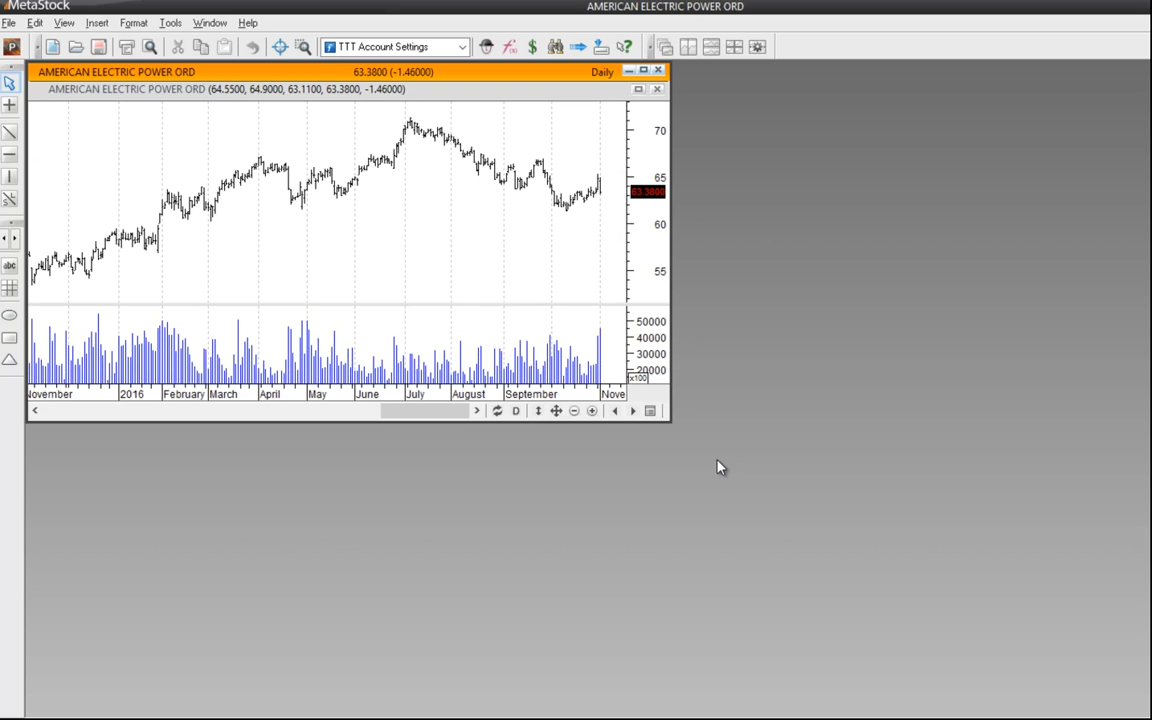 MetaStock
AMERICAN ELECTRIC POWER ORD
File Edit View Insert Format Tools Window Help
P
TTT Account Settings
AMERICAN ELECTRIC POWER ORD 63.3800 (-1.46000) Daily
AMERICAN ELECTRIC POWER ORD (64.5500, 64.9000, 63.1100, 63.3800, -1.46000)
70
65
63.3800
60
55
abc
50000
40000
30000
20000
x100
November 2016 February March April May June July August September Nove
D